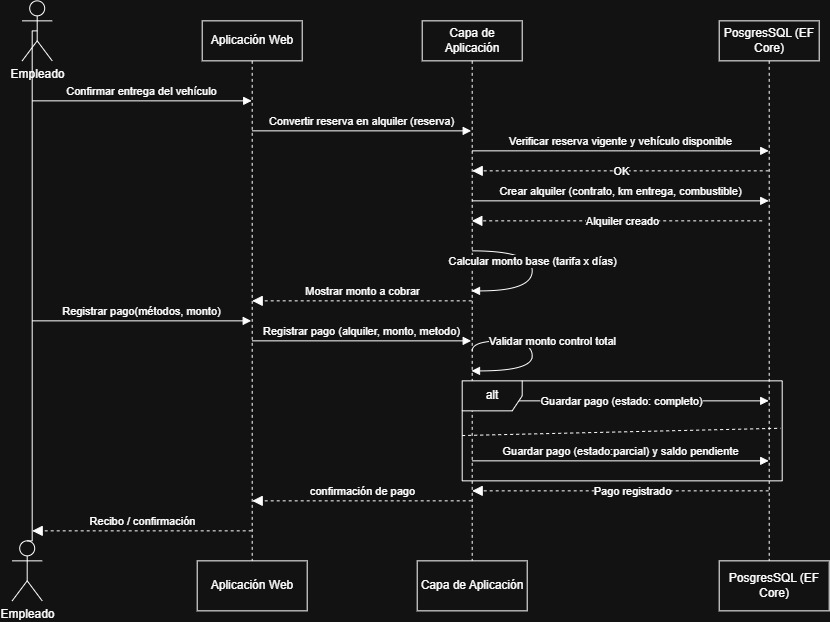 Empleado
Aplicación Web
Capa de
Aplicación
PosgresSQL (EF
Core)
Confirmar entrega del vehículo
Convertir reserva en alquiler (reserva)
Verificar reserva vigente y vehículo disponible
OK
Crear alquiler (contrato, km entrega, combustible)
Alquiler creado
Calcular monto base (tarifa x días)
Mostrar monto a cobrar
Registrar pago(métodos, monto)
Registrar pago (alquiler, monto, metodo)
Validar monto control total
alt
Guardar pago (estado: completo)
Guardar pago (estado:parcial) y saldo pendiente
Pago registrado
confirmación de pago
Recibo / confirmación
Empleado
Aplicación Web
Capa de Aplicación
PosgresSQL (EF
Core)